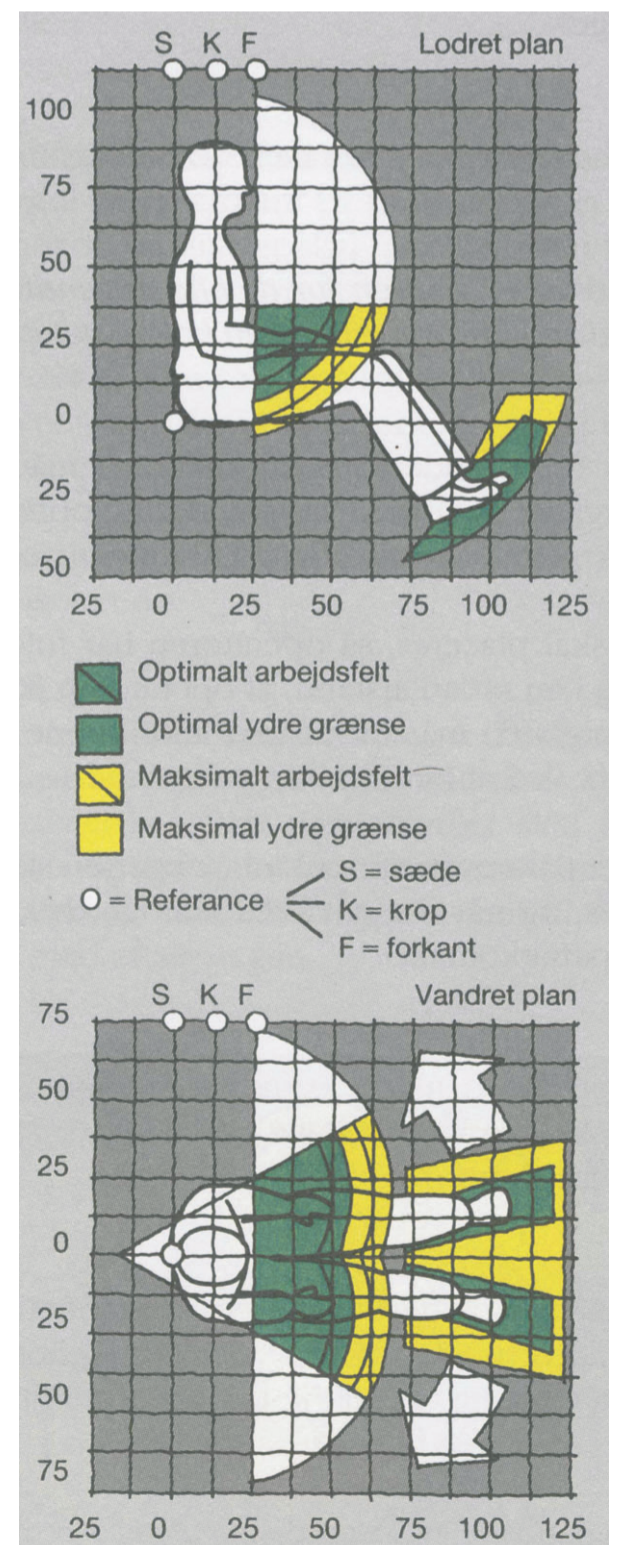 S K F Lodret plan
100
75
50
25
0
25
50
25 0 25 50 75 100 125
Optimalt arbejdsfelt
Optimal ydre grænse
Maksimalt arbejdsfelt
Maksimal ydre grænse
O = Referance
S = sæde
K = krop
F = forkant
S K F Vandret plan
75
50
25
0
25
50
75
25 0 25 50 75 100 125